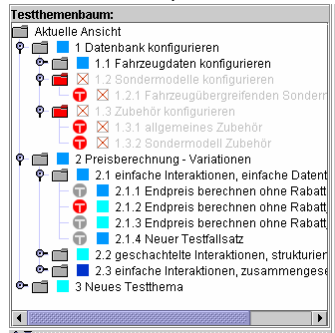 Testthemenbaum:
Aktuelle Ansicht
1 Datenbank konfigurieren
1.1 Fahrzeugdaten konfigurieren
1.2 Sondermodelle konfigurieren
1.2.1 Fahrzeugübergreifenden Sondern
1.3 Zubehör konfigurieren
1.3.1 allgemeines Zubehör
1.3.2 Sondermodell Zubehör
2 Preisberechnung - Variationen
2.1 einfache Interaktionen, einfache Datent
2.1.1 Endpreis berechnen ohne Rabatt
2.1.2 Endpreis berechnen ohne Rabatt
2.1.3 Endpreis berechnen ohne Rabatt
2.1.4 Neuer Testfallsatz
2.2 geschachtelte Interaktionen, strukturier
2.3 einfache Interaktionen, zusammengese
3 Neues Testthema